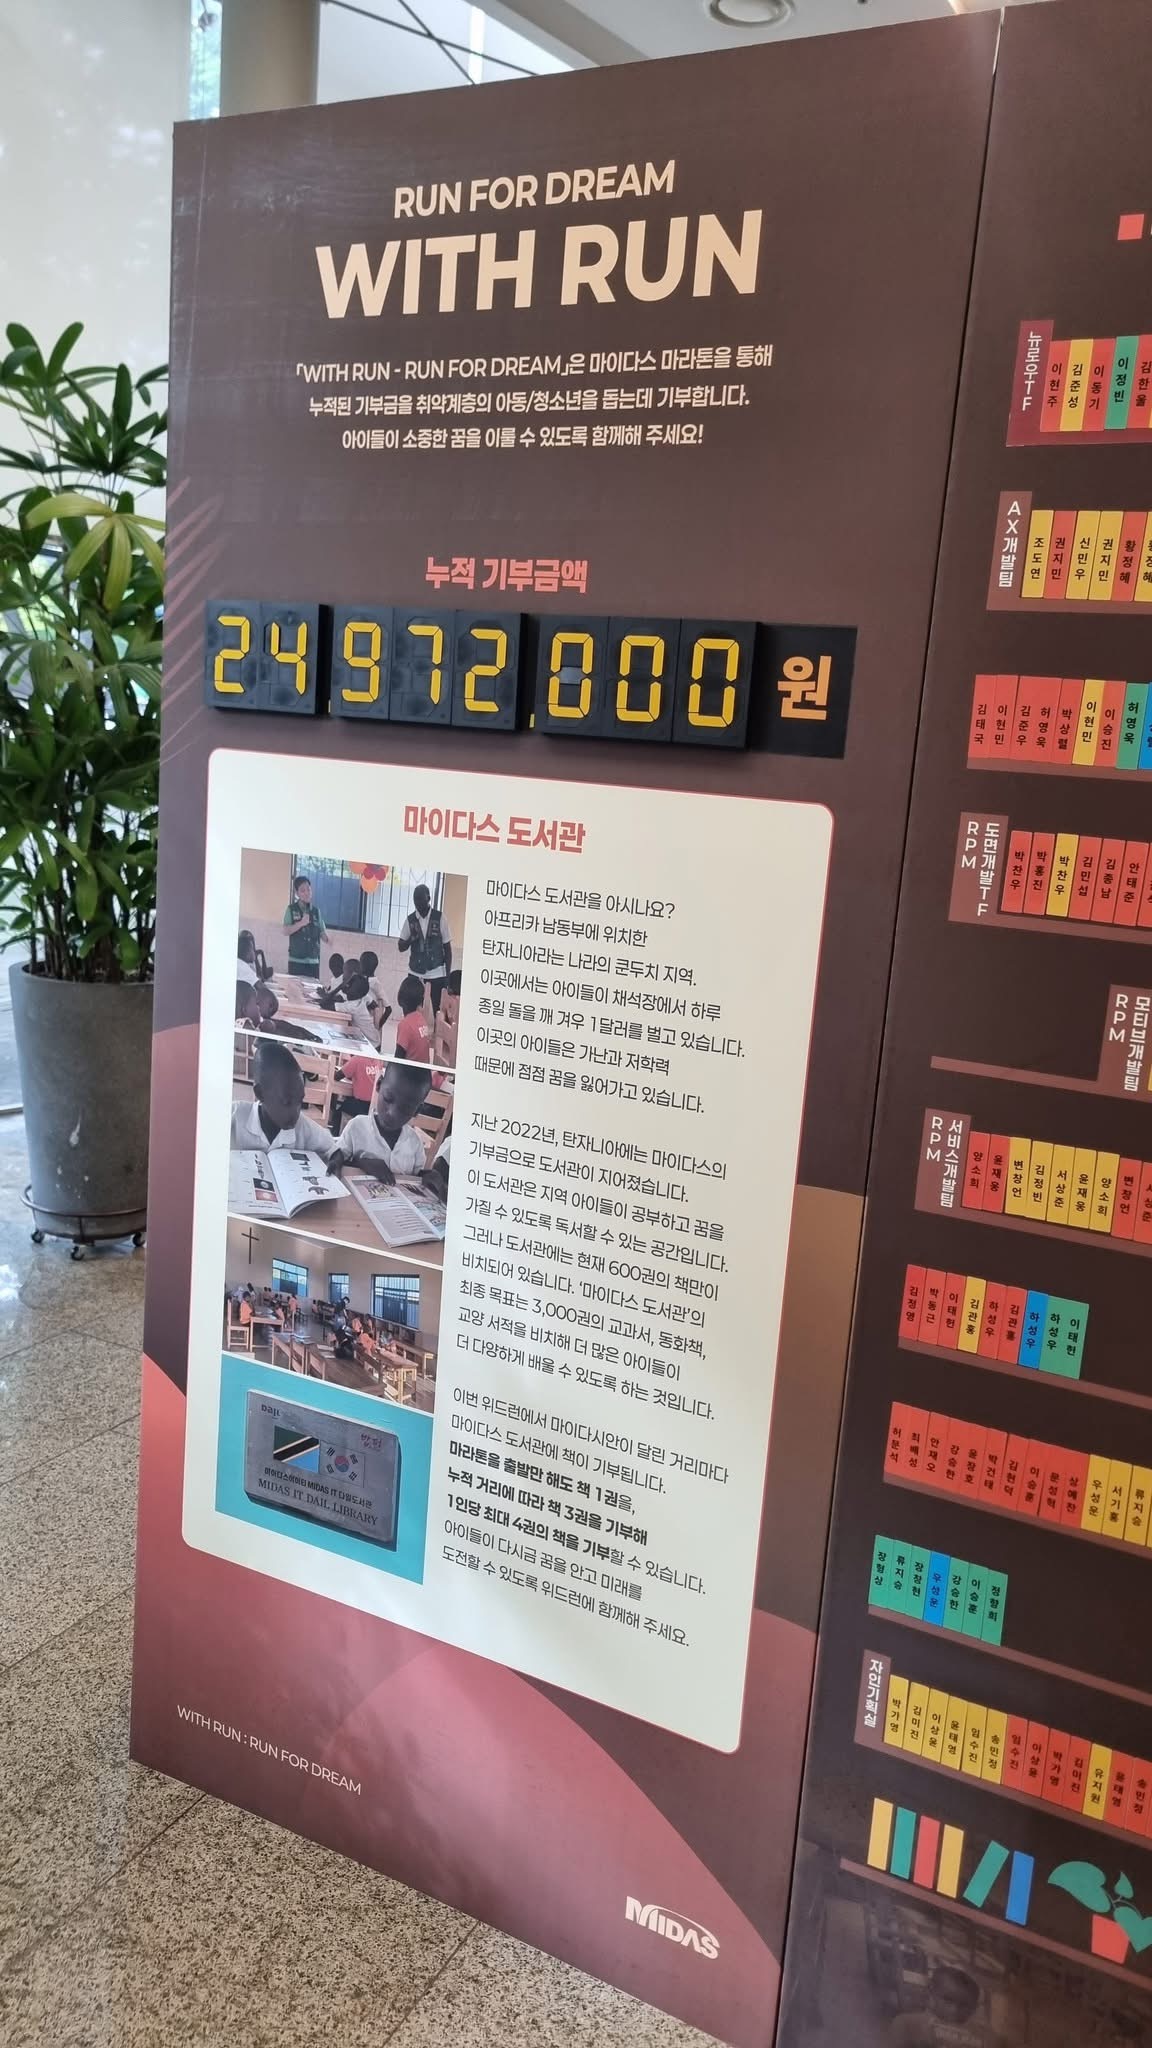 RUN FOR DREAM
WITH RUN
「WITH RUN - RUN FOR DREAM」은 마이다스 마라톤을 통해
누적된 기부금을 취약계층의 아동/청소년을 돕는데 기부합니다.
아이들이 소중한 꿈을 이룰 수 있도록 함께해 주세요!
누적 기부금액
24,972,000 원
마이다스 도서관
마이다스 도서관을 아시나요?
아프리카 남동부에 위치한
탄자니아라는 나라의 쿤두치 지역.
이곳에서는 아이들이 채석장에서 하루
종일 돌을 깨 겨우 1달러를 벌고 있습니다.
이곳의 아이들은 가난과 저학력
때문에 점점 꿈을 잃어가고 있습니다.
지난 2022년, 탄자니아에는 마이다스의
기부금으로 도서관이 지어졌습니다.
이 도서관은 지역 아이들이 공부하고 꿈을
가질 수 있도록 독서할 수 있는 공간입니다.
그러나 도서관에는 현재 600권의 책만이
비치되어 있습니다. '마이다스 도서관'의
최종 목표는 3,000권의 교과서, 동화책,
교양 서적을 비치해 더 많은 아이들이
더 다양하게 배울 수 있도록 하는 것입니다.
이번 위드런에서 마이다시안이 달린 거리마다
마이다스 도서관에 책이 기부됩니다.
마라톤을 출발만 해도 책 1권을,
누적 거리에 따라 책 3권을 기부해
1인당 최대 4권의 책을 기부할 수 있습니다.
아이들이 다시금 꿈을 안고 미래를
도전할 수 있도록 위드런에 함께해 주세요.
Dail
밥퍼
마이다스아이티 MIDAS IT 다일도서관
MIDAS IT DAIL LIBRARY
WITH RUN : RUN FOR DREAM
MIDAS
뉴로우TF
이현주 김준성 이동기 이정빈 김한울
AX개발팀
조도연 권지민 신민우 권지민 황정혜
김태국 이현민 김준우 허영욱 박상렬 이현민 이승진 허영욱
RPM 도면개발TF
박찬우 박홍진 박찬우 김민섭 김종남 안태준
RPM 모티브개발팀
RPM 서비스개발팀
양소희 윤재웅 변창언 김정빈 서상준 윤재웅 양소희 변창언
김정영 박동근 이태헌 김관홍 하성우 김관홍 하성우 하성우 이태헌
허문석 최배성 안재오 강승한 윤장호 박건태 김현덕 이승훈 문성혁 상예찬 우성운 서기홍 류지승
장형상 류지승 장창현 우성운 강승한 이승훈 정향희
자인기획실
박가영 김미진 이상윤 윤태영 임수진 송민정 임수진 이상윤 박가영 김미진 유지원 윤태영 송민정